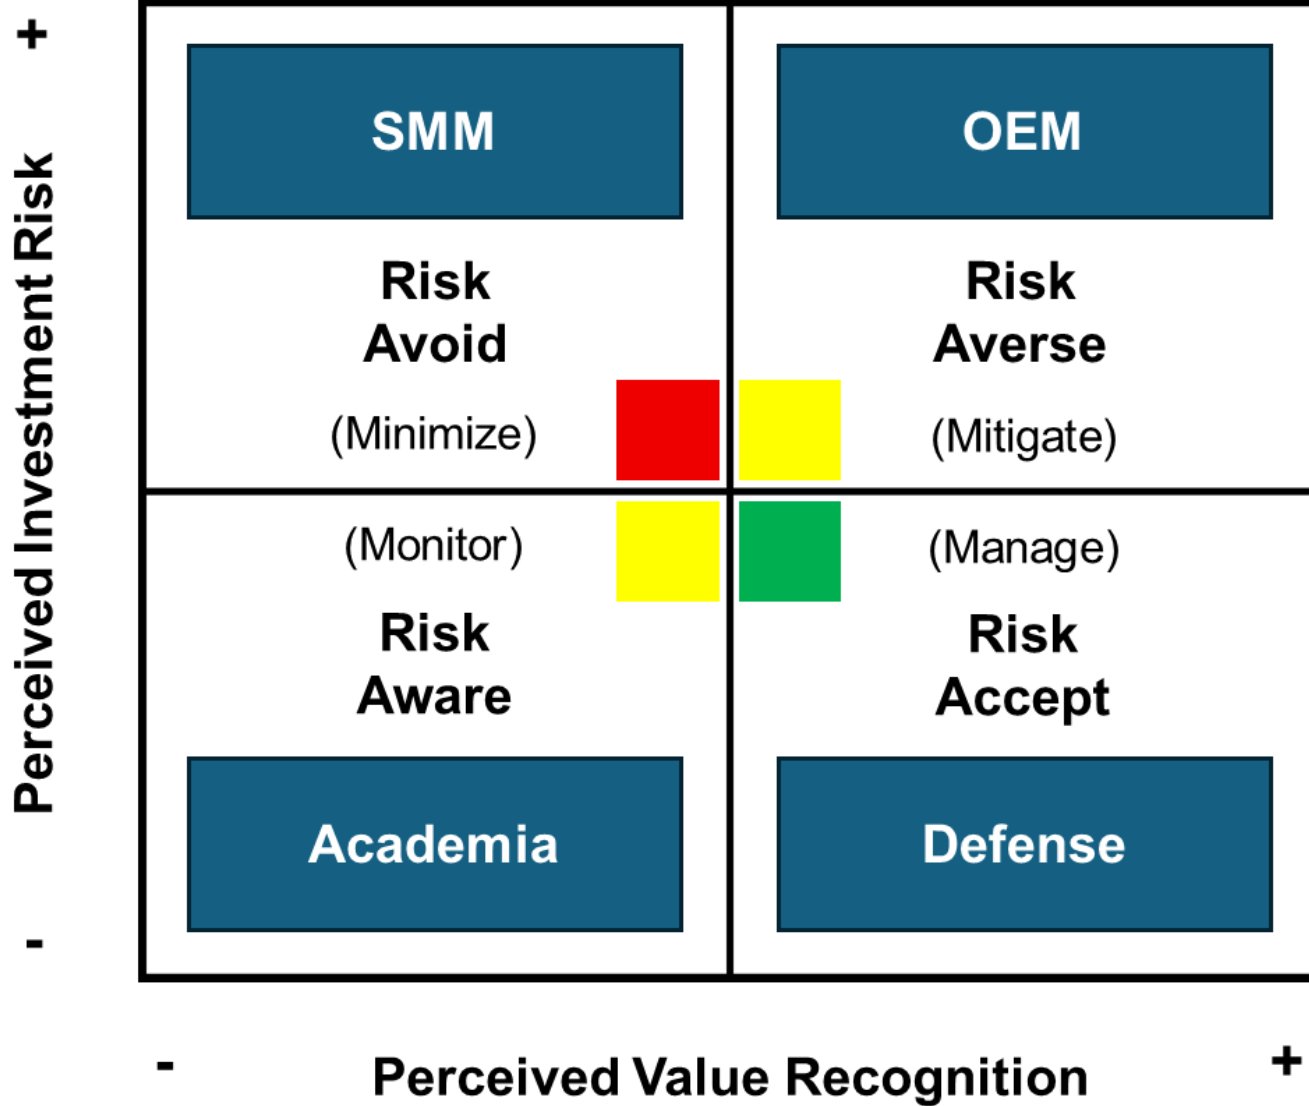 +
Perceived Investment Risk
-
SMM
Risk
Avoid
(Minimize)
OEM
Risk
Averse
(Mitigate)
(Monitor)
Risk
Aware
Academia
(Manage)
Risk
Accept
Defense
-
Perceived Value Recognition
+